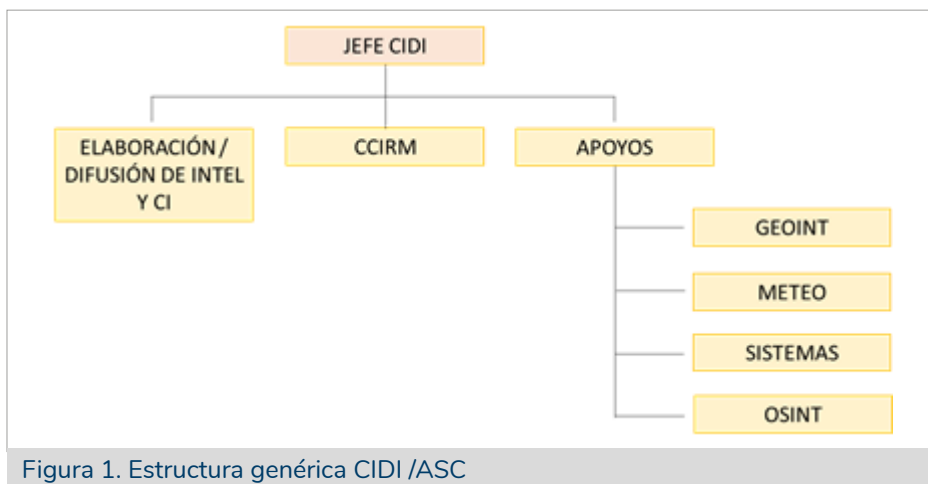 JEFE CIDI
ELABORACIÓN /
DIFUSIÓN DE INTEL
Y CI
CCIRM
APOYOS
GEOINT
METEO
SISTEMAS
OSINT
Figura 1. Estructura genérica CIDI /ASC